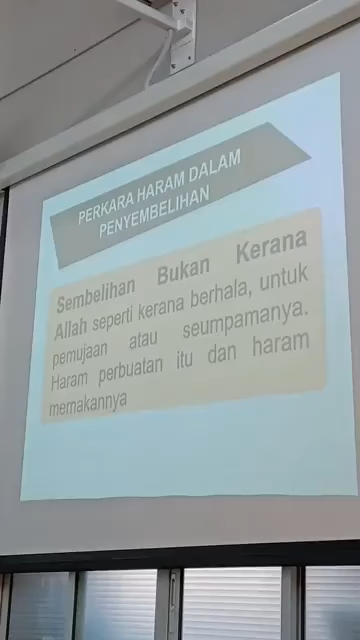 PERKARA HARAM DALAM
PENYEMBELIHAN
Sembelihan Bukan Kerana
Allah seperti kerana berhala, untuk
pemujaan atau seumpamanya.
Haram perbuatan itu dan haram
memakannya